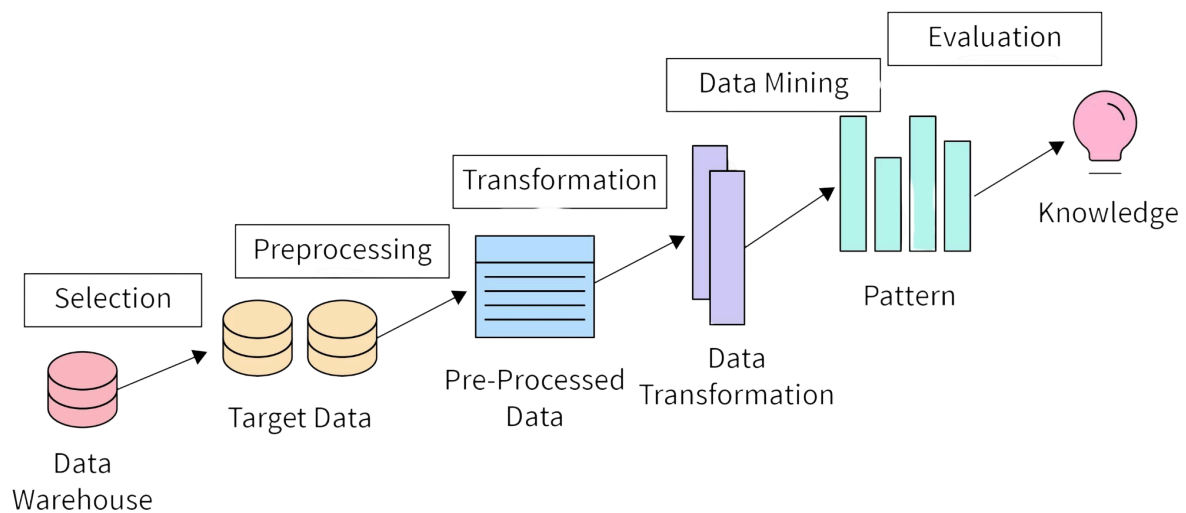 Evaluation
Data Mining
Transformation
Preprocessing
Selection
Knowledge
Pattern
Data
Transformation
Pre-Processed
Data
Target Data
Data
Warehouse